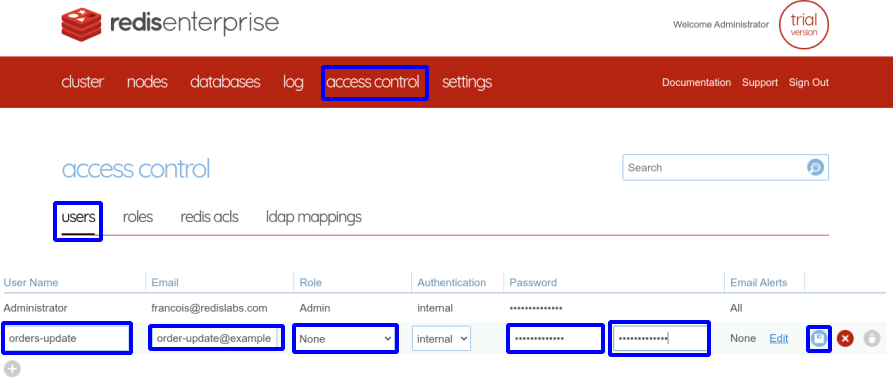 redisenterprise
Welcome Administrator
trial
version
cluster nodes databases log access control settings
Documentation Support Sign Out
access control
Search
users roles redis acls ldap mappings
User Name Email Role Authentication Password Email Alerts
Administrator francois@redislabs.com Admin internal •••••••••••••• All
orders-update order-update@example None internal ••••••••••••• ••••••••••••• None Edit